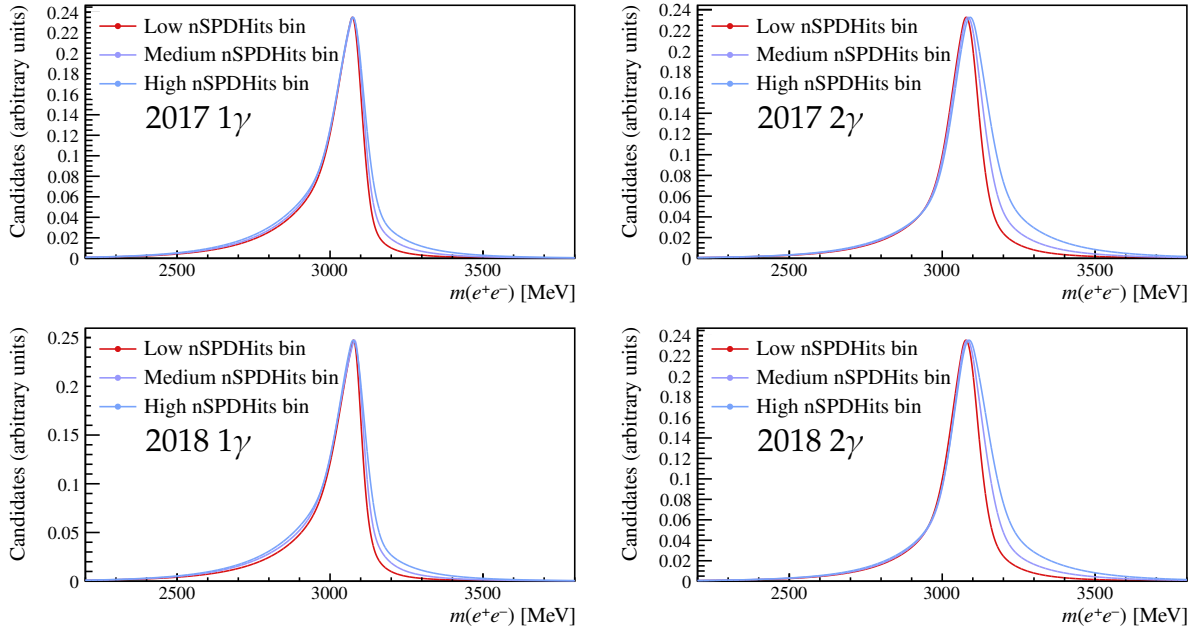 Candidates (arbitrary units)
0.24
0.22
0.2
0.18
0.16
0.14
0.12
0.1
0.08
0.06
0.04
0.02
0
Low nSPDHits bin
Medium nSPDHits bin
High nSPDHits bin
2017 1γ
2500 3000 3500
m(e⁺e⁻) [MeV]
Candidates (arbitrary units)
0.24
0.22
0.2
0.18
0.16
0.14
0.12
0.1
0.08
0.06
0.04
0.02
0
Low nSPDHits bin
Medium nSPDHits bin
High nSPDHits bin
2017 2γ
2500 3000 3500
m(e⁺e⁻) [MeV]
Candidates (arbitrary units)
0.25
0.2
0.15
0.1
0.05
0
Low nSPDHits bin
Medium nSPDHits bin
High nSPDHits bin
2018 1γ
2500 3000 3500
m(e⁺e⁻) [MeV]
Candidates (arbitrary units)
0.24
0.22
0.2
0.18
0.16
0.14
0.12
0.1
0.08
0.06
0.04
0.02
0
Low nSPDHits bin
Medium nSPDHits bin
High nSPDHits bin
2018 2γ
2500 3000 3500
m(e⁺e⁻) [MeV]